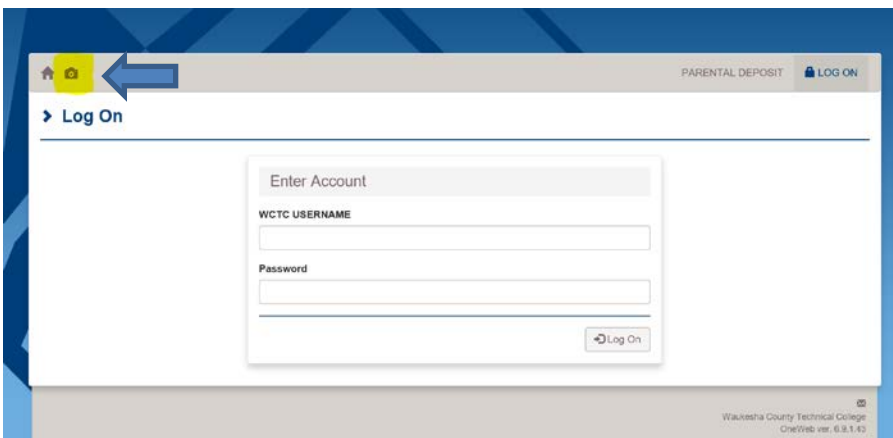 PARENTAL DEPOSIT LOG ON
Log On
Enter Account
WCTC USERNAME
Password
Log On
Waukesha County Technical College
OneWeb ver. 6.9.1.43